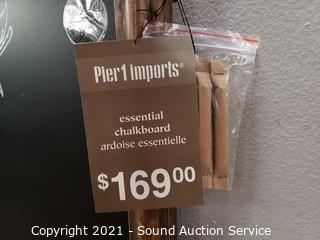 Pier 1 imports®
essential
chalkboard
ardoise essentielle
$169.00
Copyright 2021 - Sound Auction Service